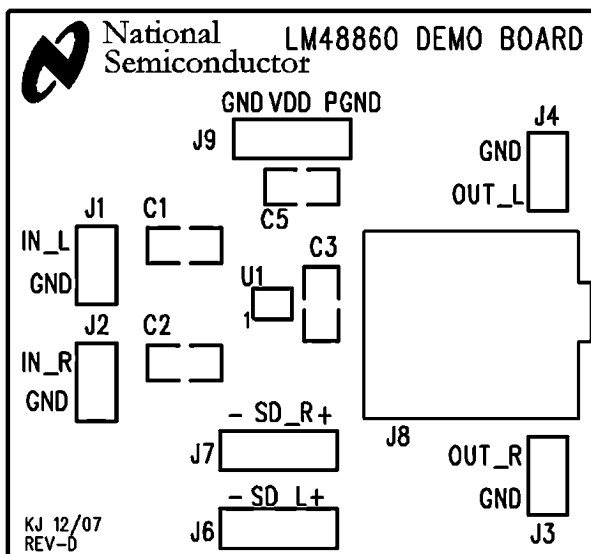 National
Semiconductor
LM48860 DEMO BOARD
GND VDD PGND
J9
J4
GND
OUT_L
C5
J1
C1
IN_L
GND
C3
U1
1
J2
C2
IN_R
GND
J8
- SD_R+
J7
OUT_R
GND
J3
- SD_L+
J6
KJ 12/07
REV-D